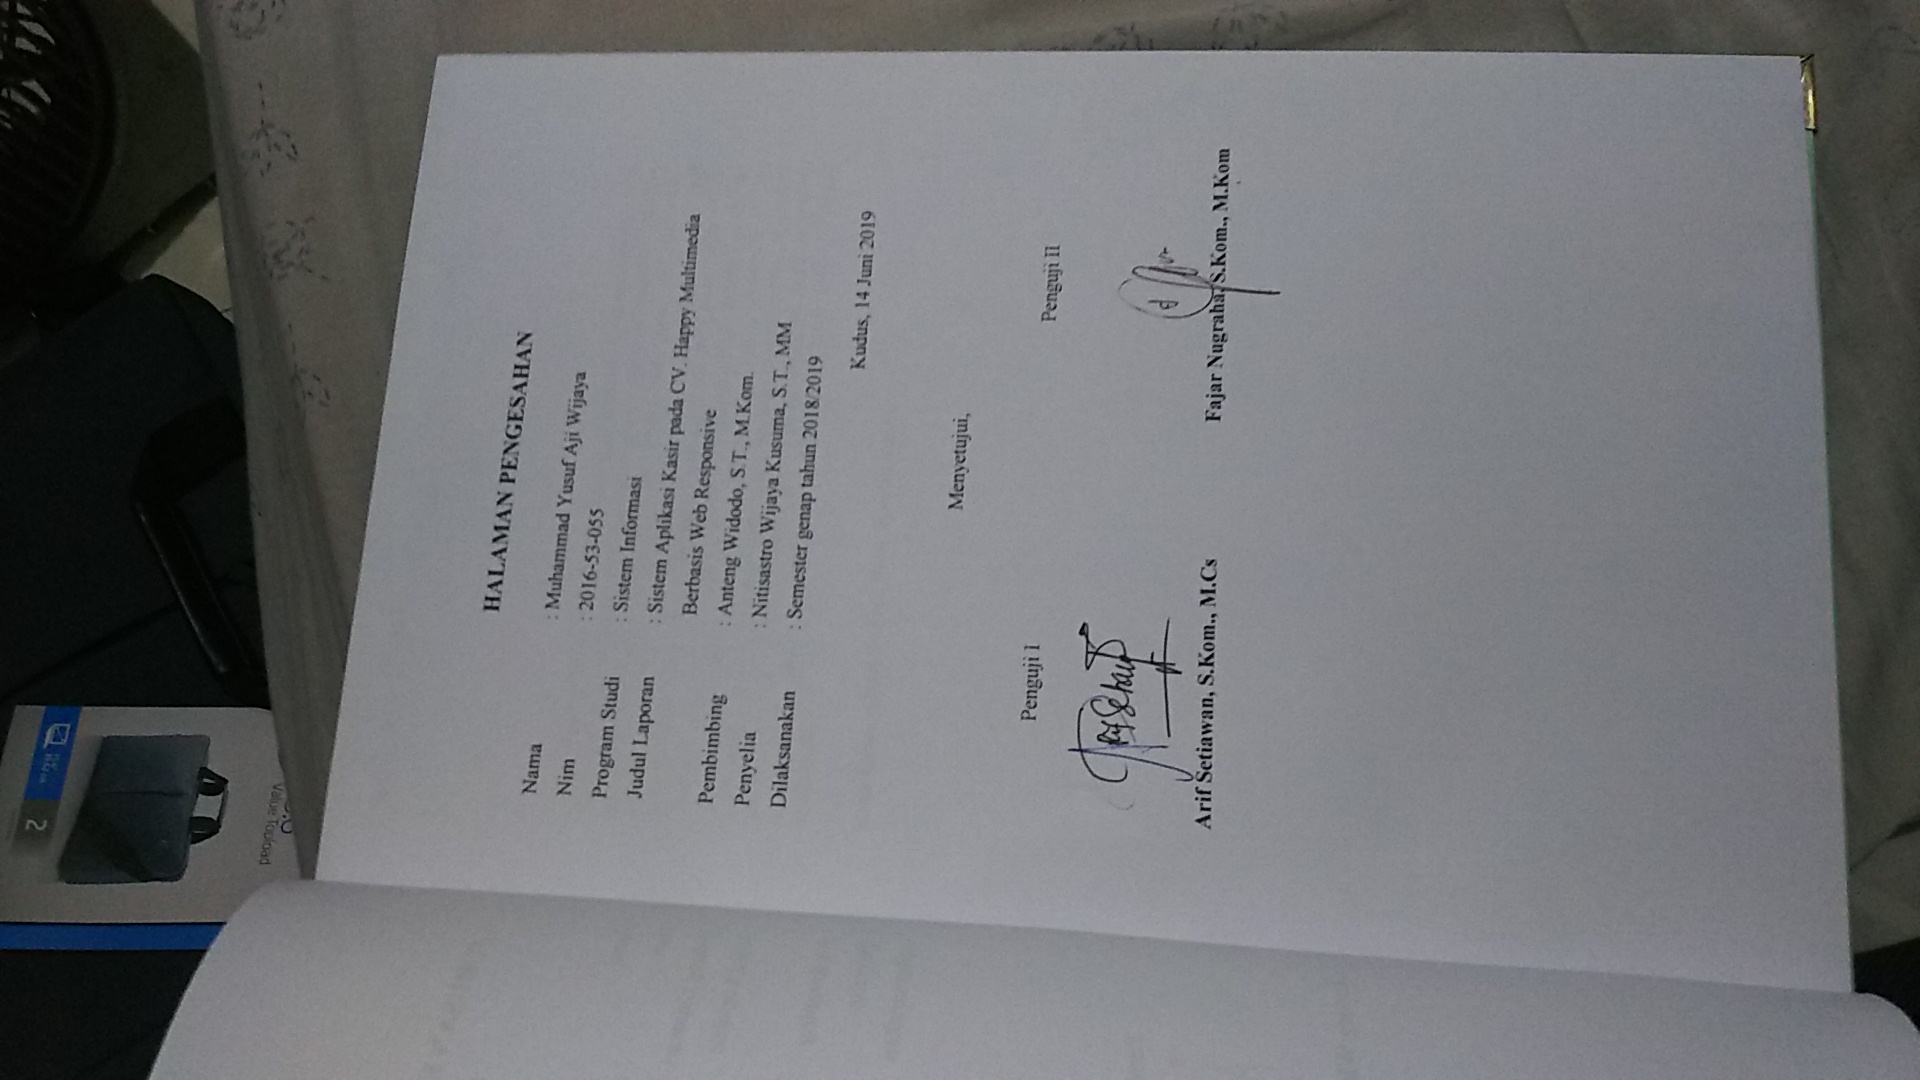 HALAMAN PENGESAHAN
Nama : Muhammad Yusuf Aji Wijaya
Nim : 2016-53-055
Program Studi : Sistem Informasi
Judul Laporan : Sistem Aplikasi Kasir pada CV. Happy Multimedia
Berbasis Web Responsive
Pembimbing : Anteng Widodo, S.T., M.Kom.
Penyelia : Nitisastro Wijaya Kusuma, S.T., MM
Dilaksanakan : Semester genap tahun 2018/2019
Kudus, 14 Juni 2019
Menyetujui,
Penguji I Penguji II
Arif Setiawan, S.Kom., M.Cs Fajar Nugraha, S.Kom., M.Kom
2
Value Topload